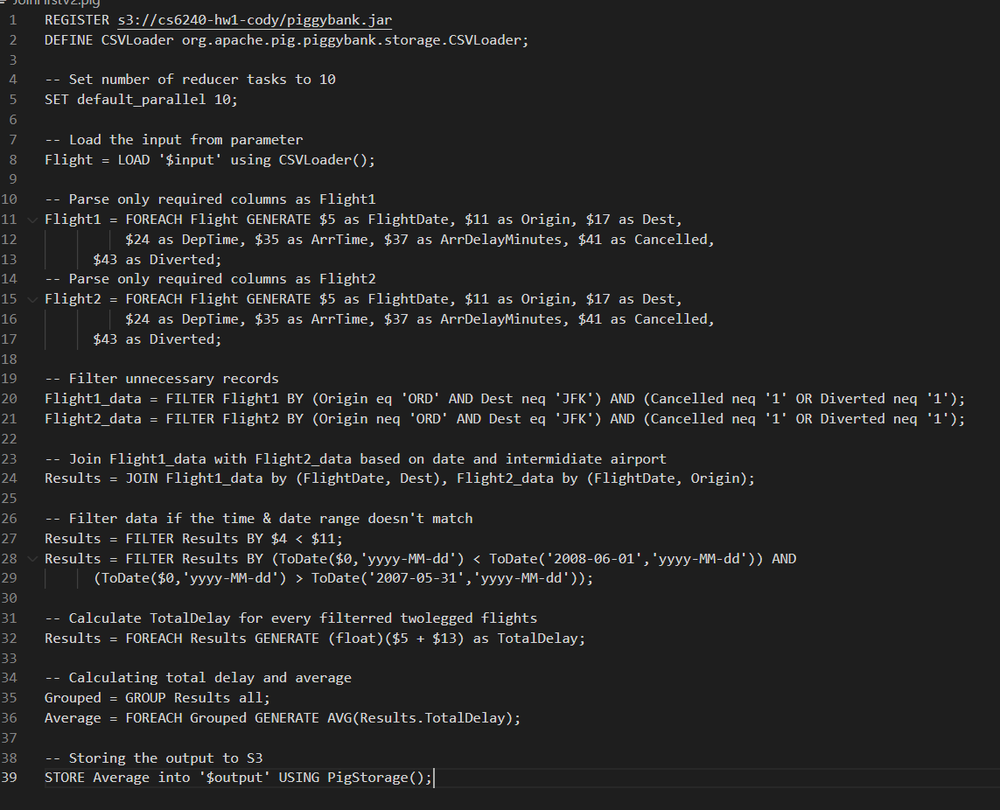 JoinFirstv2.pig
1 REGISTER s3://cs6240-hw1-cody/piggybank.jar
2 DEFINE CSVLoader org.apache.pig.piggybank.storage.CSVLoader;
3
4 -- Set number of reducer tasks to 10
5 SET default_parallel 10;
6
7 -- Load the input from parameter
8 Flight = LOAD '$input' using CSVLoader();
9
10 -- Parse only required columns as Flight1
11 Flight1 = FOREACH Flight GENERATE $5 as FlightDate, $11 as Origin, $17 as Dest,
12 $24 as DepTime, $35 as ArrTime, $37 as ArrDelayMinutes, $41 as Cancelled,
13 $43 as Diverted;
14 -- Parse only required columns as Flight2
15 Flight2 = FOREACH Flight GENERATE $5 as FlightDate, $11 as Origin, $17 as Dest,
16 $24 as DepTime, $35 as ArrTime, $37 as ArrDelayMinutes, $41 as Cancelled,
17 $43 as Diverted;
18
19 -- Filter unnecessary records
20 Flight1_data = FILTER Flight1 BY (Origin eq 'ORD' AND Dest neq 'JFK') AND (Cancelled neq '1' OR Diverted neq '1');
21 Flight2_data = FILTER Flight2 BY (Origin neq 'ORD' AND Dest eq 'JFK') AND (Cancelled neq '1' OR Diverted neq '1');
22
23 -- Join Flight1_data with Flight2_data based on date and intermidiate airport
24 Results = JOIN Flight1_data by (FlightDate, Dest), Flight2_data by (FlightDate, Origin);
25
26 -- Filter data if the time & date range doesn't match
27 Results = FILTER Results BY $4 < $11;
28 Results = FILTER Results BY (ToDate($0,'yyyy-MM-dd') < ToDate('2008-06-01','yyyy-MM-dd')) AND
29 (ToDate($0,'yyyy-MM-dd') > ToDate('2007-05-31','yyyy-MM-dd'));
30
31 -- Calculate TotalDelay for every filterred twolegged flights
32 Results = FOREACH Results GENERATE (float)($5 + $13) as TotalDelay;
33
34 -- Calculating total delay and average
35 Grouped = GROUP Results all;
36 Average = FOREACH Grouped GENERATE AVG(Results.TotalDelay);
37
38 -- Storing the output to S3
39 STORE Average into '$output' USING PigStorage();